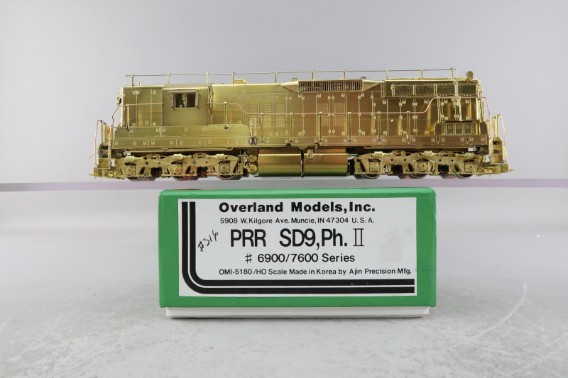 Overland Models, Inc.
5908 W. Kilgore Ave. Muncie, IN 47304 U.S.A.
#316
PRR SD9, Ph. II
# 6900/7600 Series
OMI-5180/HO Scale Made in Korea by Ajin Precision Mfg.